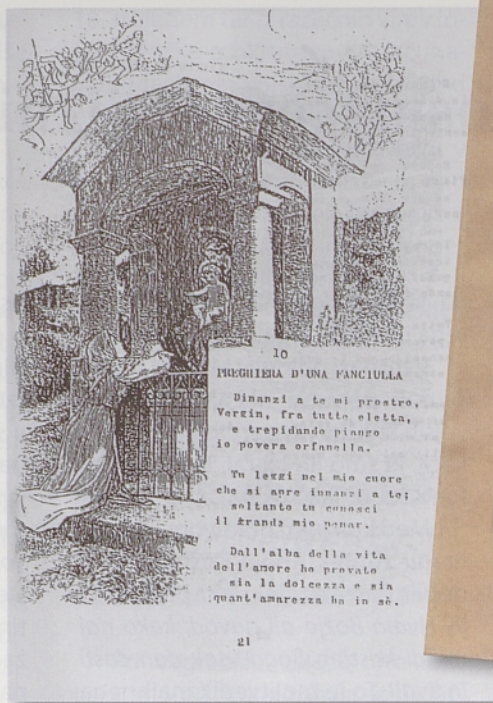 10
PREGHIERA D'UNA FANCIULLA
Dinanzi a te mi prostro,
Vergin, fra tutte eletta,
e trepidando piango
io povera orfanella.
Tu leggi nel mio cuore
che si apre innanzi a te;
soltanto tu conosci
il grande mio penar.
Dall'alba della vita
dell'amore ho provato
sia la dolcezza e sia
quant'amarezza ha in sè.
21